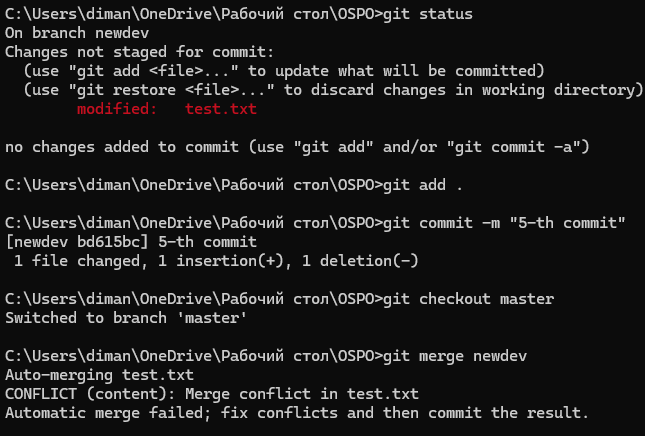 C:\Users\diman\OneDrive\Рабочий стол\OSPO>git status
On branch newdev
Changes not staged for commit:
  (use "git add <file>..." to update what will be committed)
  (use "git restore <file>..." to discard changes in working directory)
        modified:   test.txt

no changes added to commit (use "git add" and/or "git commit -a")

C:\Users\diman\OneDrive\Рабочий стол\OSPO>git add .

C:\Users\diman\OneDrive\Рабочий стол\OSPO>git commit -m "5-th commit"
[newdev bd615bc] 5-th commit
 1 file changed, 1 insertion(+), 1 deletion(-)

C:\Users\diman\OneDrive\Рабочий стол\OSPO>git checkout master
Switched to branch 'master'

C:\Users\diman\OneDrive\Рабочий стол\OSPO>git merge newdev
Auto-merging test.txt
CONFLICT (content): Merge conflict in test.txt
Automatic merge failed; fix conflicts and then commit the result.